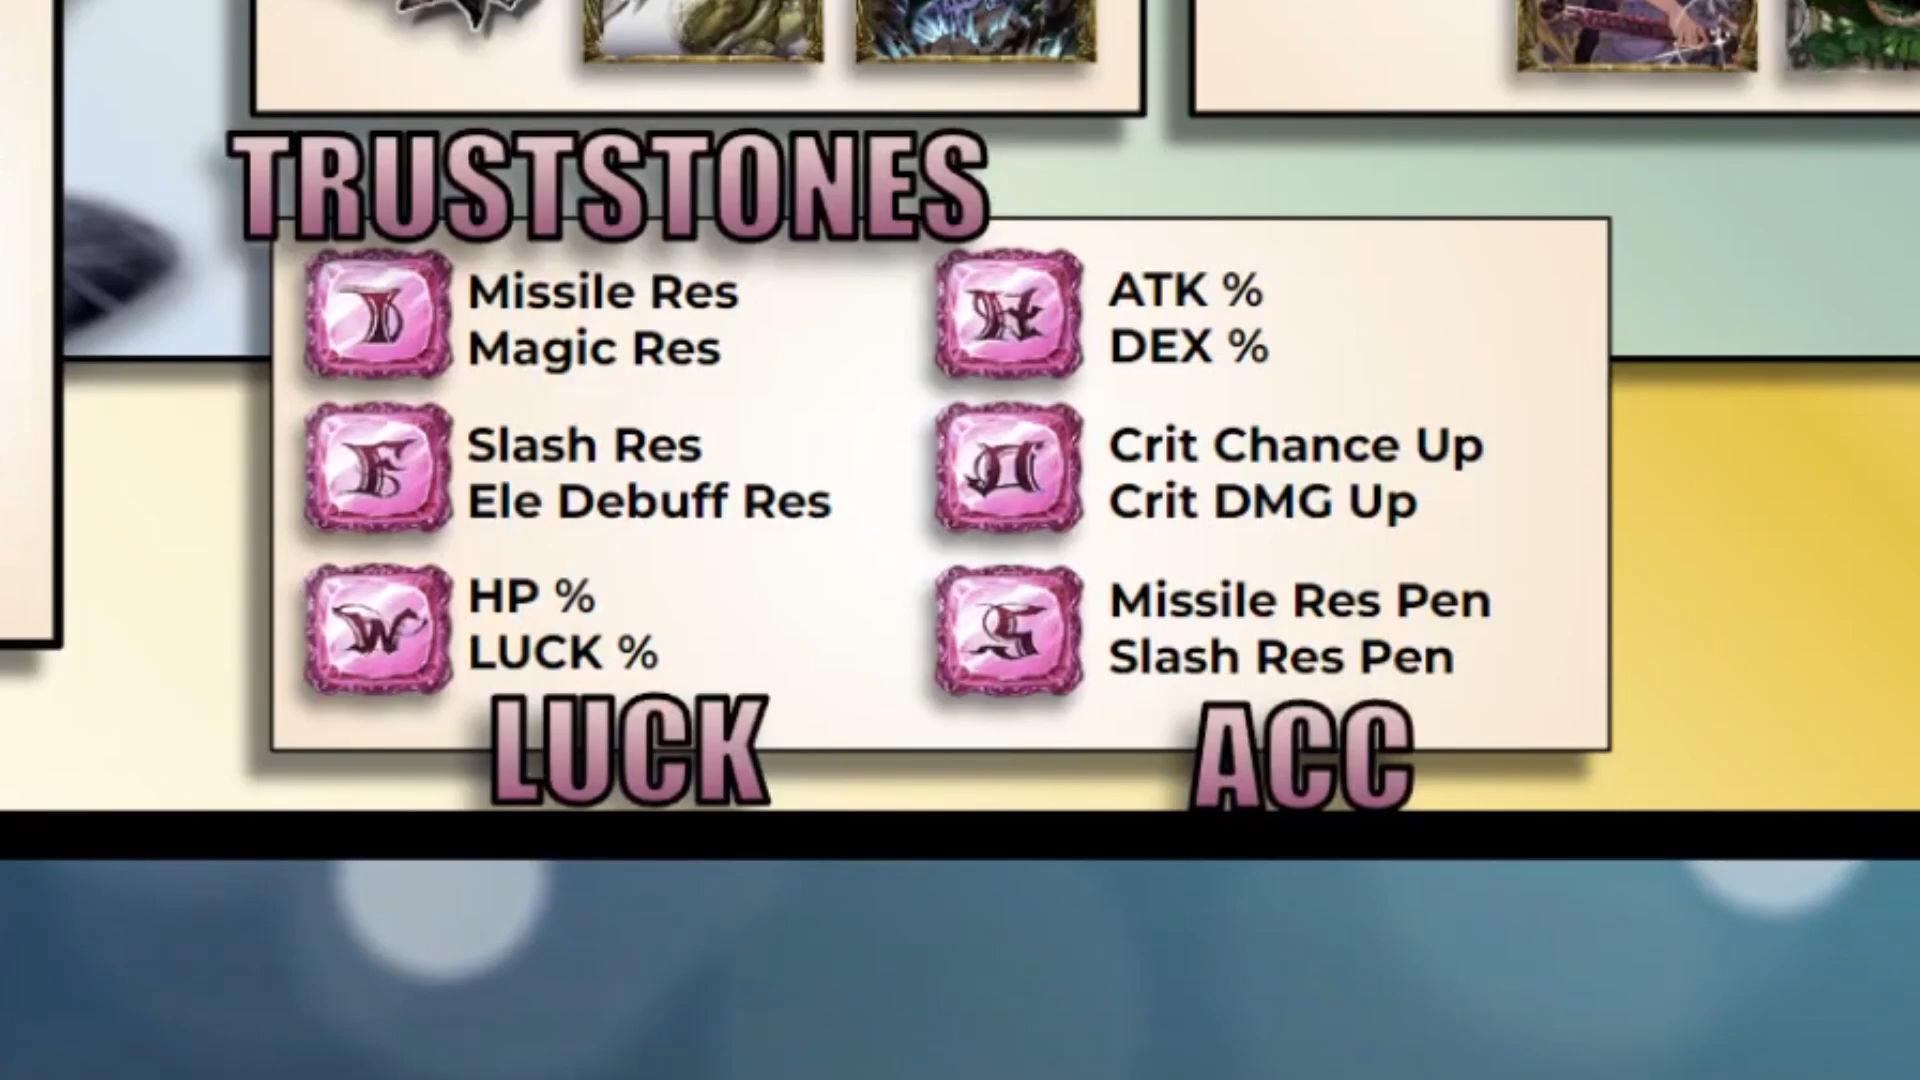 TRUSTSTONES
Missile Res
Magic Res
Slash Res
Ele Debuff Res
HP %
LUCK %
LUCK
ATK %
DEX %
Crit Chance Up
Crit DMG Up
Missile Res Pen
Slash Res Pen
ACC